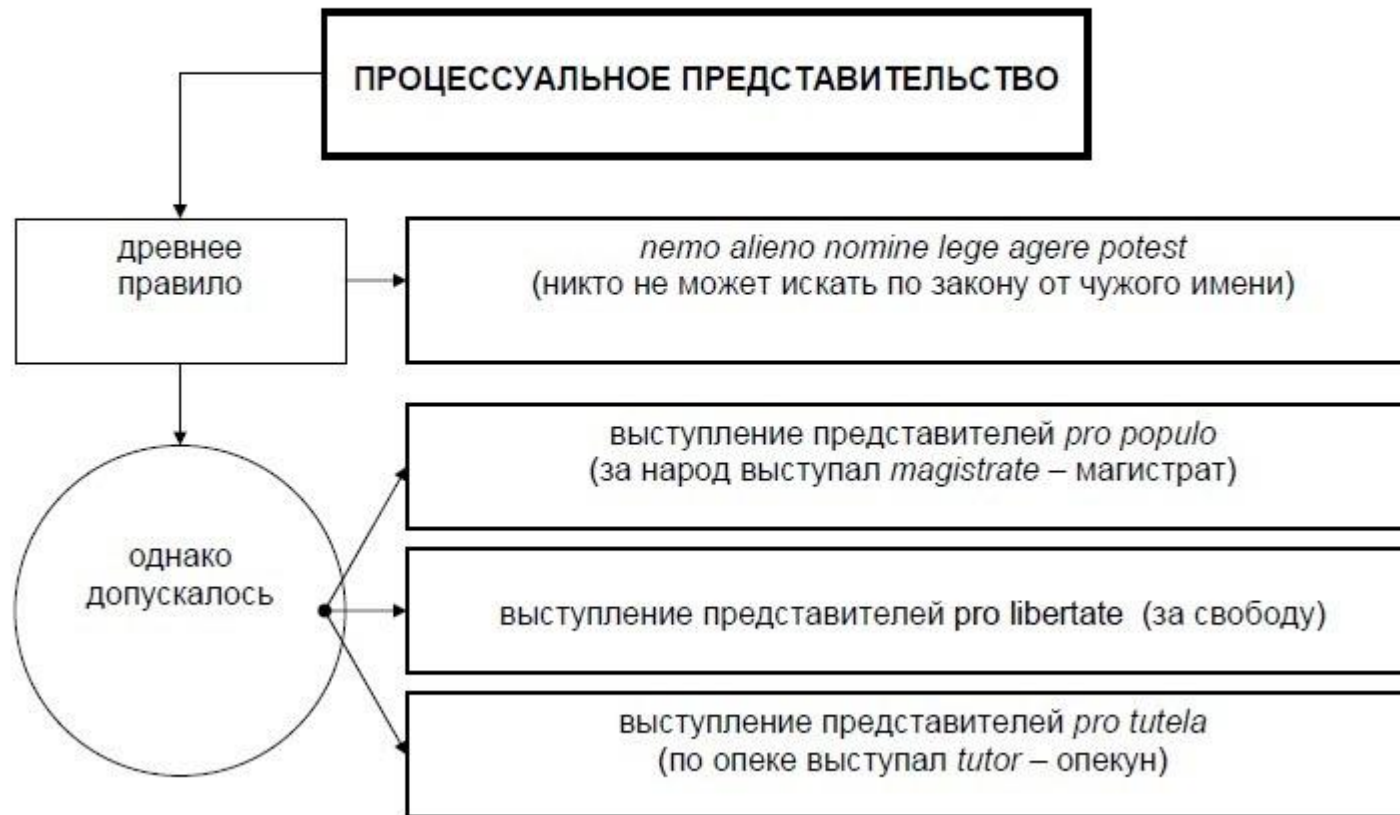 ПРОЦЕССУАЛЬНОЕ ПРЕДСТАВИТЕЛЬСТВО
древнее
правило
nemo alieno nomine lege agere potest
(никто не может искать по закону от чужого имени)
однако
допускалось
выступление представителей pro populo
(за народ выступал magistrate – магистрат)
выступление представителей pro libertate (за свободу)
выступление представителей pro tutela
(по опеке выступал tutor – опекун)